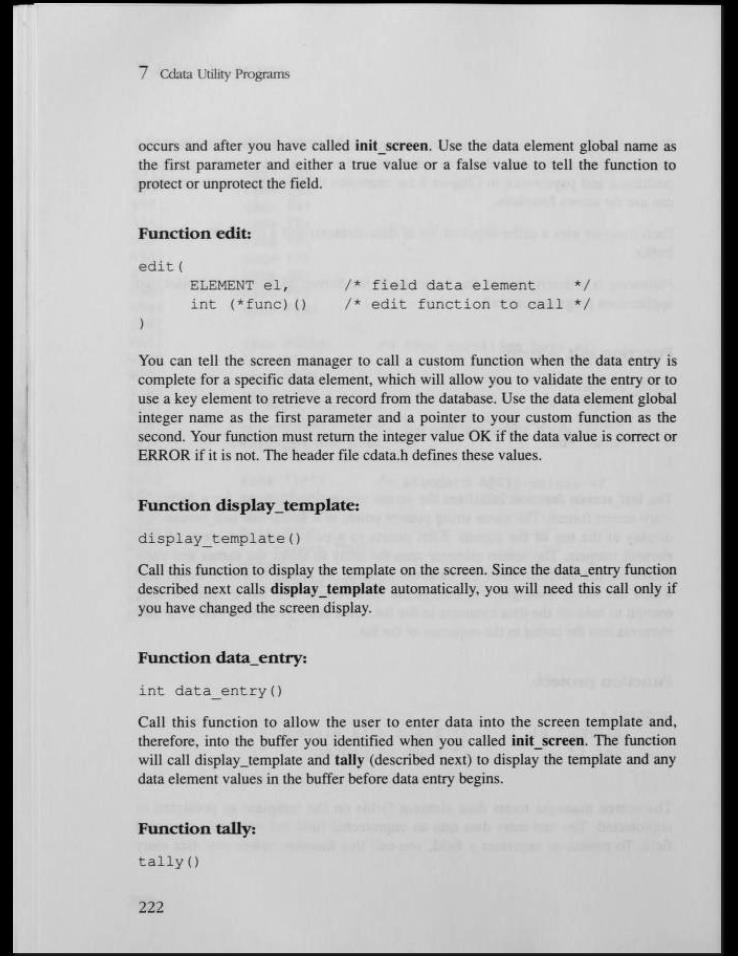 7 Cdata Utility Programs
occurs and after you have called init_screen. Use the data element global name as
the first parameter and either a true value or a false value to tell the function to
protect or unprotect the field.
Function edit:
edit(
ELEMENT el, /* field data element */
int (*func)() /* edit function to call */
)
You can tell the screen manager to call a custom function when the data entry is
complete for a specific data element, which will allow you to validate the entry or to
use a key element to retrieve a record from the database. Use the data element global
integer name as the first parameter and a pointer to your custom function as the
second. Your function must return the integer value OK if the data value is correct or
ERROR if it is not. The header file cdata.h defines these values.
Function display_template:
display_template()
Call this function to display the template on the screen. Since the data_entry function
described next calls display_template automatically, you will need this call only if
you have changed the screen display.
Function data_entry:
int data_entry()
Call this function to allow the user to enter data into the screen template and,
therefore, into the buffer you identified when you called init_screen. The function
will call display_template and tally (described next) to display the template and any
data element values in the buffer before data entry begins.
Function tally:
tally()
222